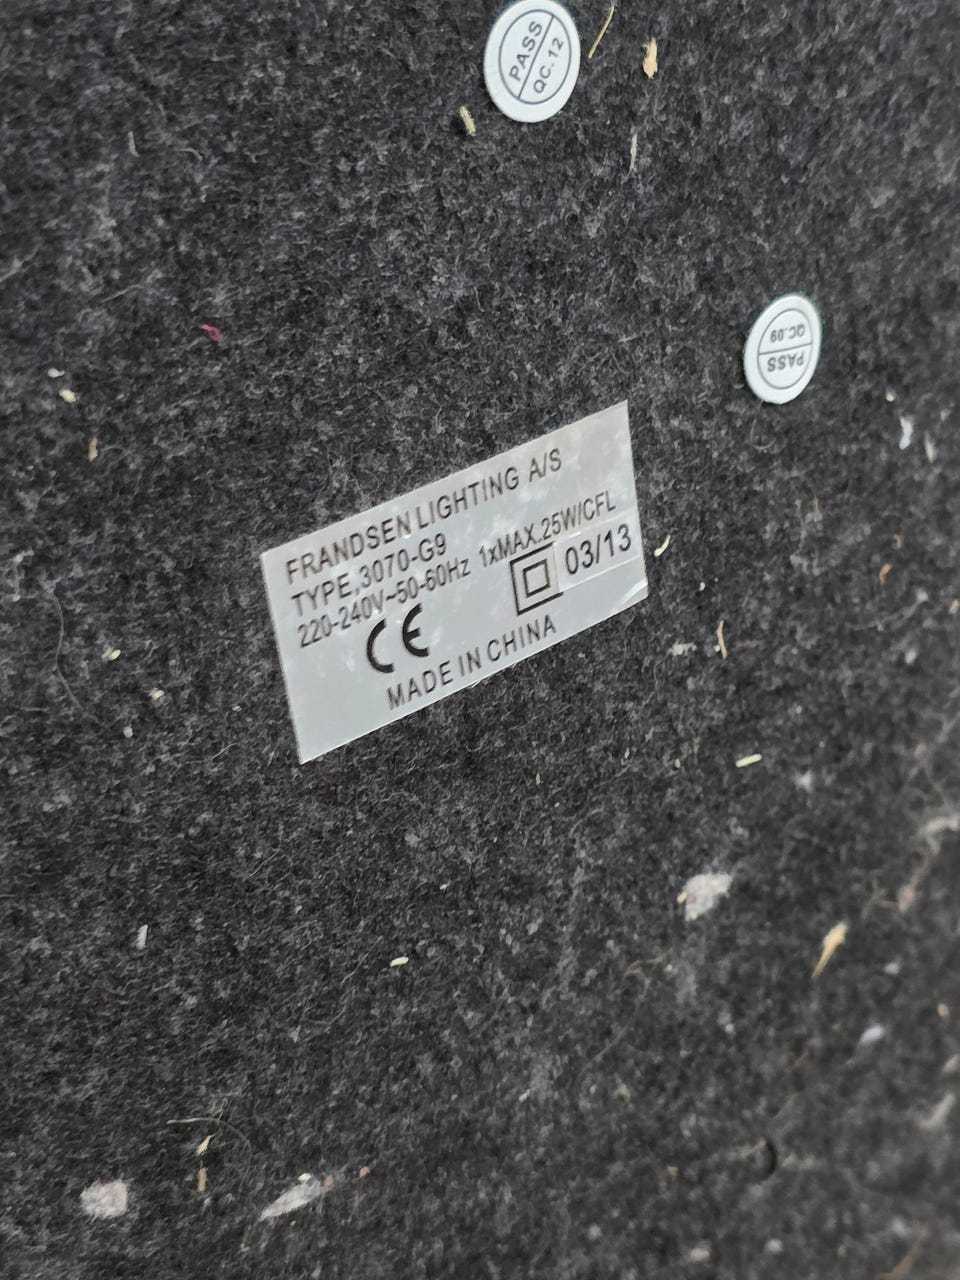 PASS
QC.12
QC.09
PASS
FRANDSEN LIGHTING A/S
TYPE,3070-G9
220-240V~50-60Hz 1xMAX.25W/CFL
CE 03/13
MADE IN CHINA